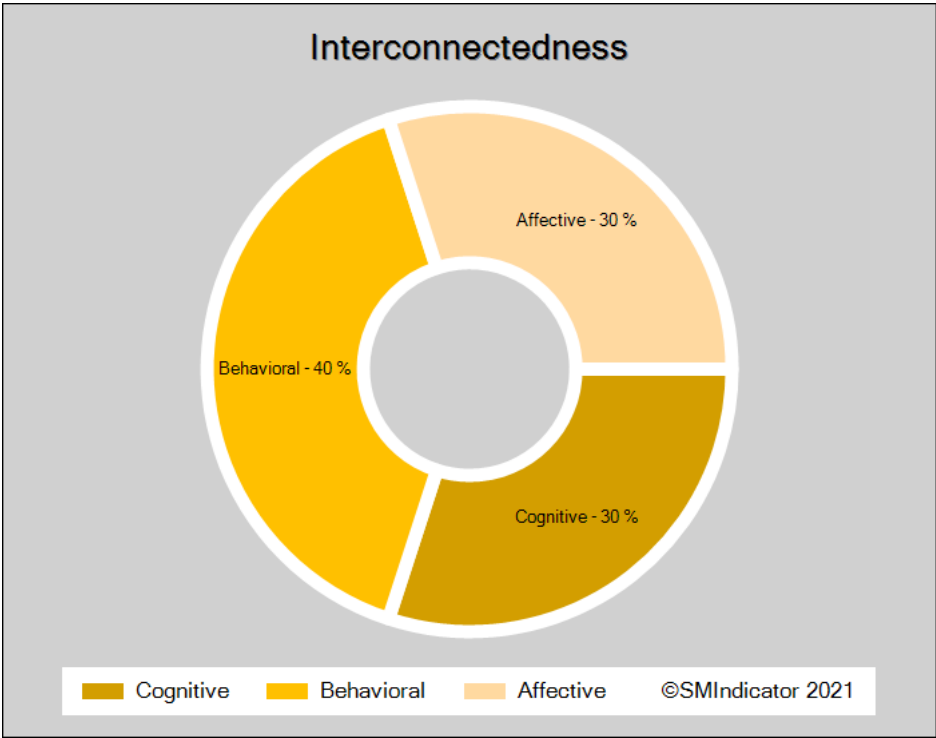 Interconnectedness
Affective - 30 %
Behavioral - 40 %
Cognitive - 30 %
Cognitive Behavioral Affective ©SMIndicator 2021